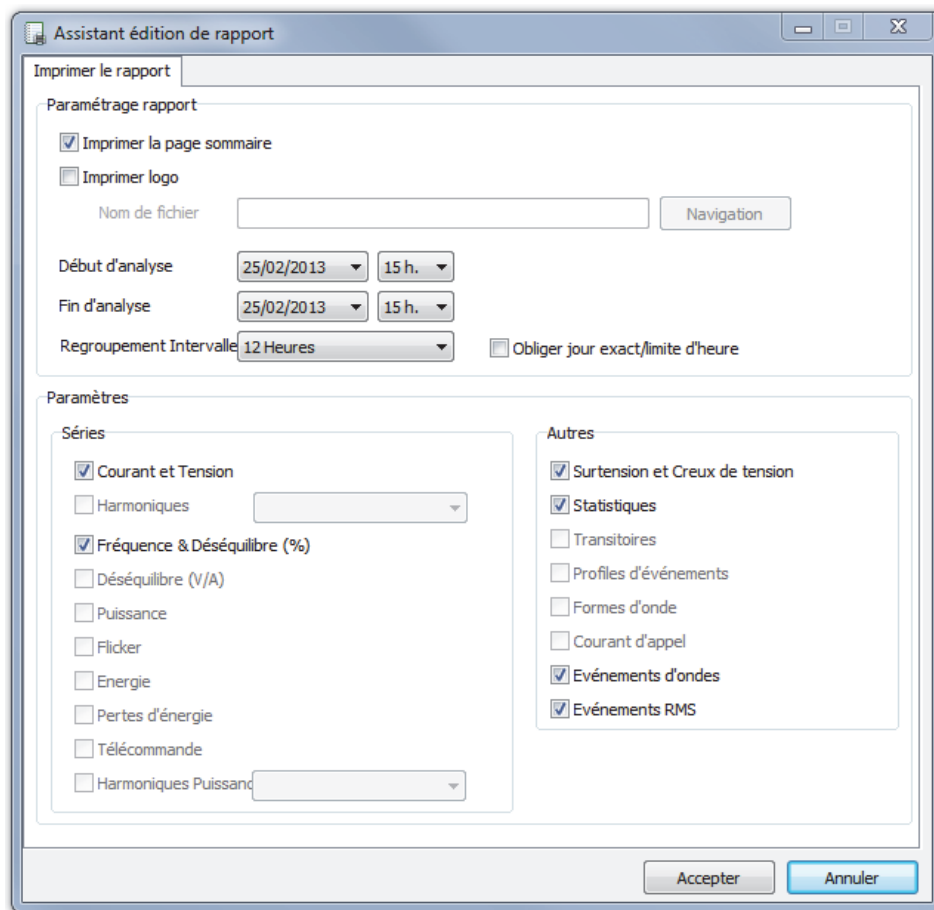 Assistant édition de rapport
Imprimer le rapport
Paramétrage rapport
Imprimer la page sommaire
Imprimer logo
Nom de fichier Navigation
Début d'analyse 25/02/2013 15 h.
Fin d'analyse 25/02/2013 15 h.
Regroupement Intervalle 12 Heures Obliger jour exact/limite d'heure
Paramètres
Séries
Courant et Tension
Harmoniques
Fréquence & Déséquilibre (%)
Déséquilibre (V/A)
Puissance
Flicker
Energie
Pertes d'énergie
Télécommande
Harmoniques Puissanc
Autres
Surtension et Creux de tension
Statistiques
Transitoires
Profiles d'événements
Formes d'onde
Courant d'appel
Evénements d'ondes
Evénements RMS
Accepter Annuler